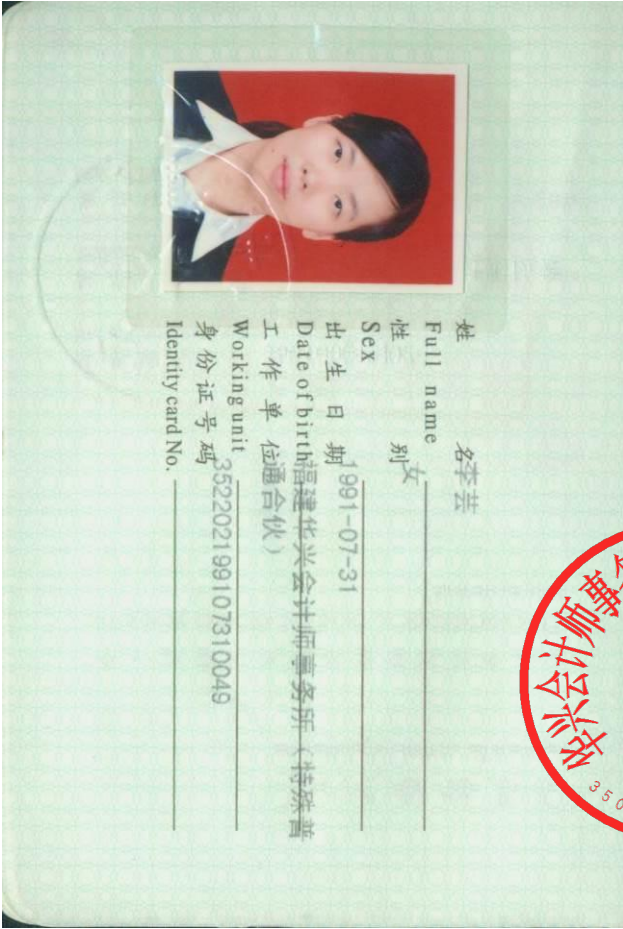 姓 名 李芸
Full name
性 别 女
Sex
出生日期 1991-07-31
Date of birth
工作单位 福建华兴会计师事务所（特殊普
通合伙）
Working unit
身份证号码 352202199107310049
Identity card No.
华兴会计师事务
350